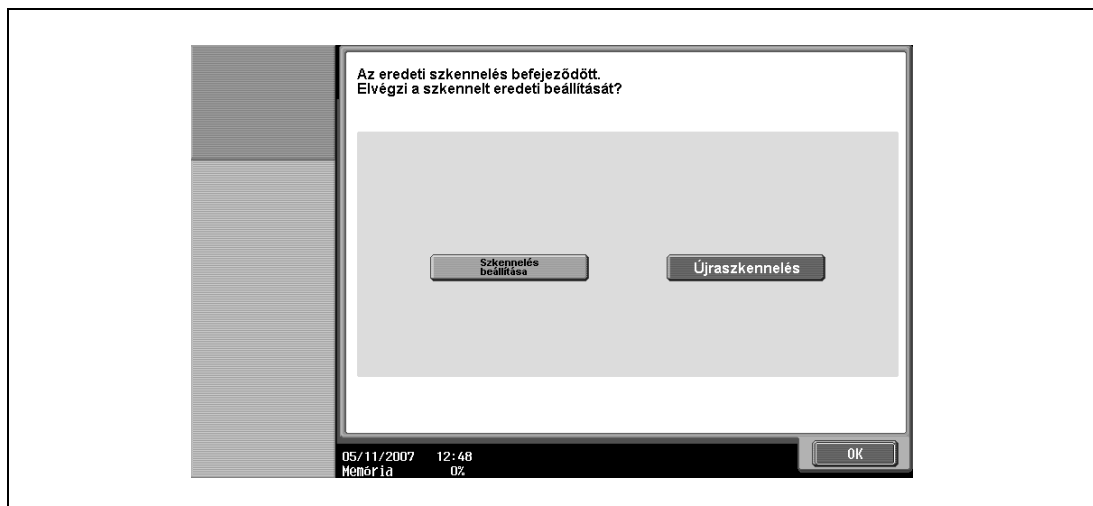 Az eredeti szkennelés befejeződött.
Elvégzi a szkennelt eredeti beállítását?
Szkennelés
beállítása
Újraszkennelés
05/11/2007 12:48
Memória 0%
OK